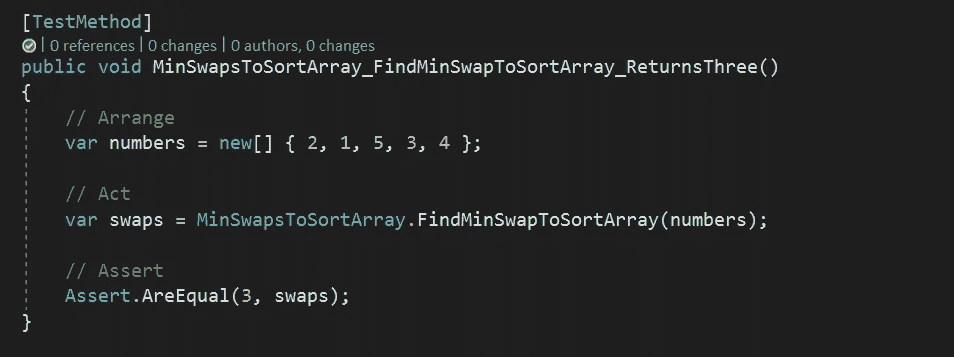 [TestMethod]
| 0 references | 0 changes | 0 authors, 0 changes
public void MinSwapsToSortArray_FindMinSwapToSortArray_ReturnsThree()
{
// Arrange
var numbers = new[] { 2, 1, 5, 3, 4 };
// Act
var swaps = MinSwapsToSortArray.FindMinSwapToSortArray(numbers);
// Assert
Assert.AreEqual(3, swaps);
}